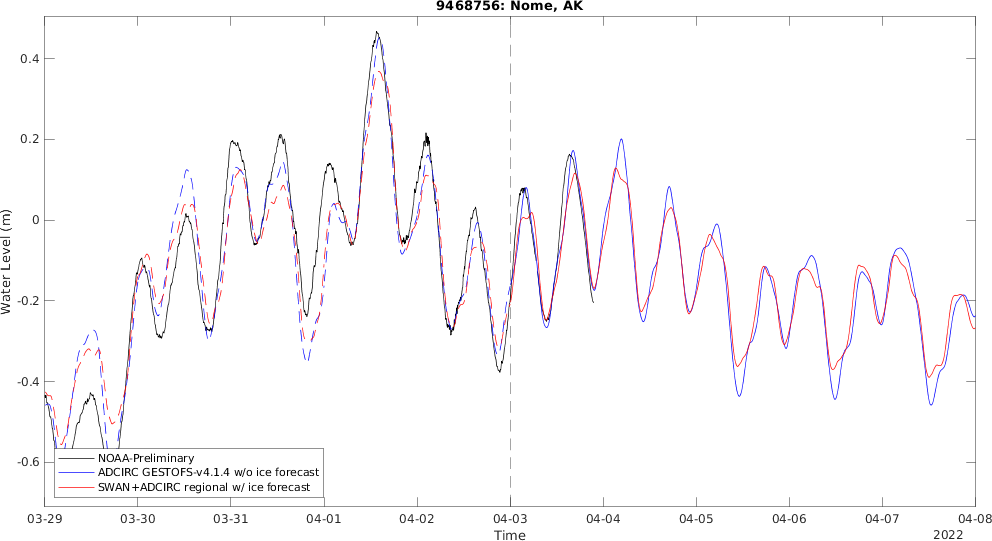 9468756: Nome, AK
Water Level (m)
0.4
0.2
0
-0.2
-0.4
-0.6
NOAA-Preliminary
ADCIRC GESTOFS-v4.1.4 w/o ice forecast
SWAN+ADCIRC regional w/ ice forecast
03-29 03-30 03-31 04-01 04-02 04-03 04-04 04-05 04-06 04-07 04-08
Time
2022